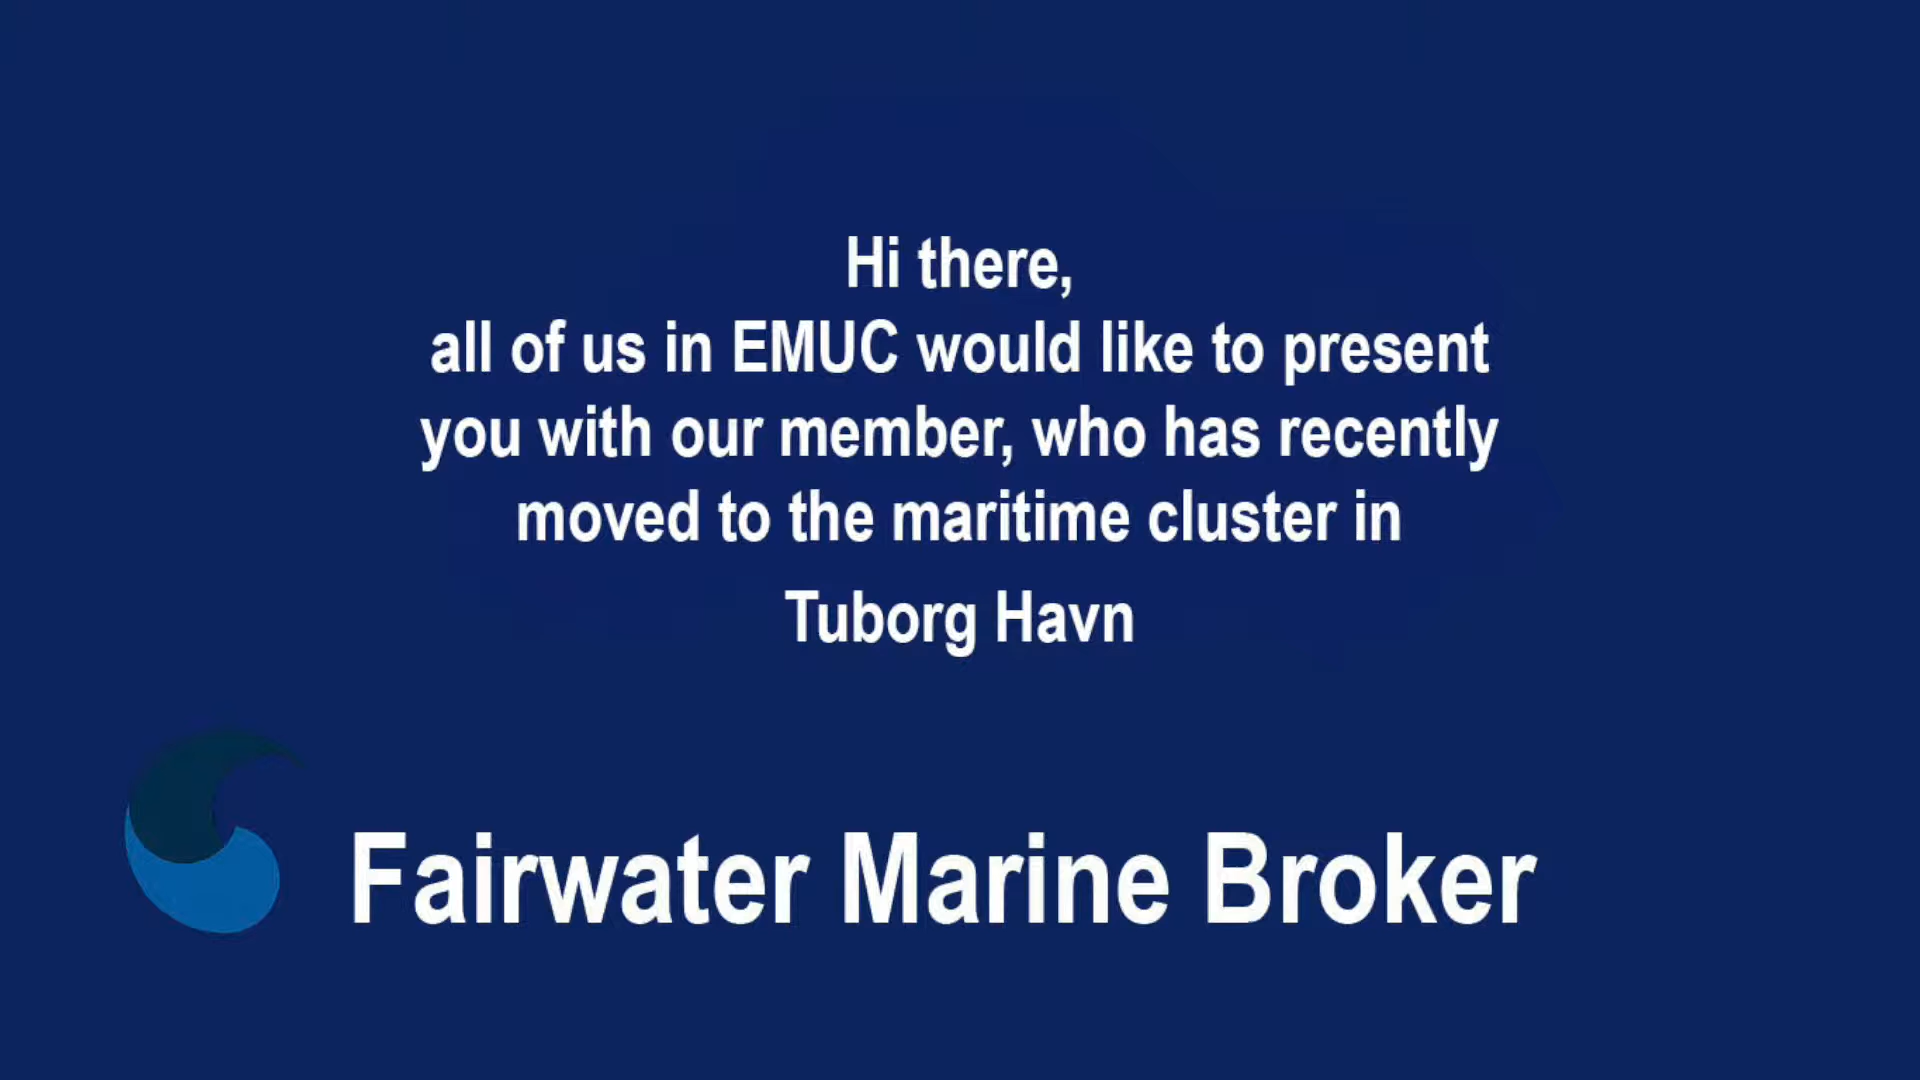 Hi there,
all of us in EMUC would like to present
you with our member, who has recently
moved to the maritime cluster in
Tuborg Havn
Fairwater Marine Broker